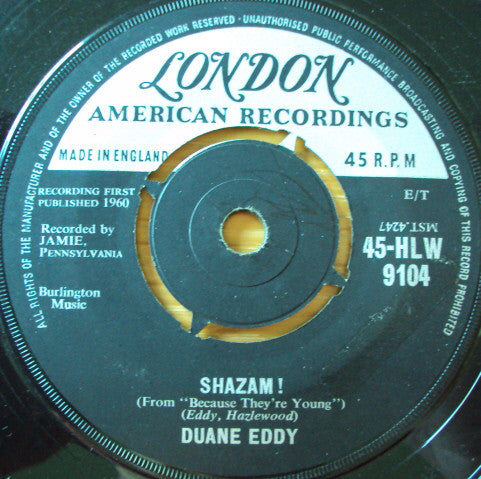 ALL RIGHTS OF THE MANUFACTURER AND OF THE OWNER OF THE RECORDED WORK RESERVED · UNAUTHORISED PUBLIC PERFORMANCE BROADCASTING AND COPYING OF THIS RECORD PROHIBITED
LONDON
AMERICAN RECORDINGS
MADE IN ENGLAND
45 R.P.M
RECORDING FIRST
PUBLISHED 1960
E/T
Recorded by
JAMIE,
PENNSYLVANIA
MST.4247
45-HLW
9104
Burlington
Music
SHAZAM!
(From "Because They're Young")
(Eddy, Hazlewood)
DUANE EDDY